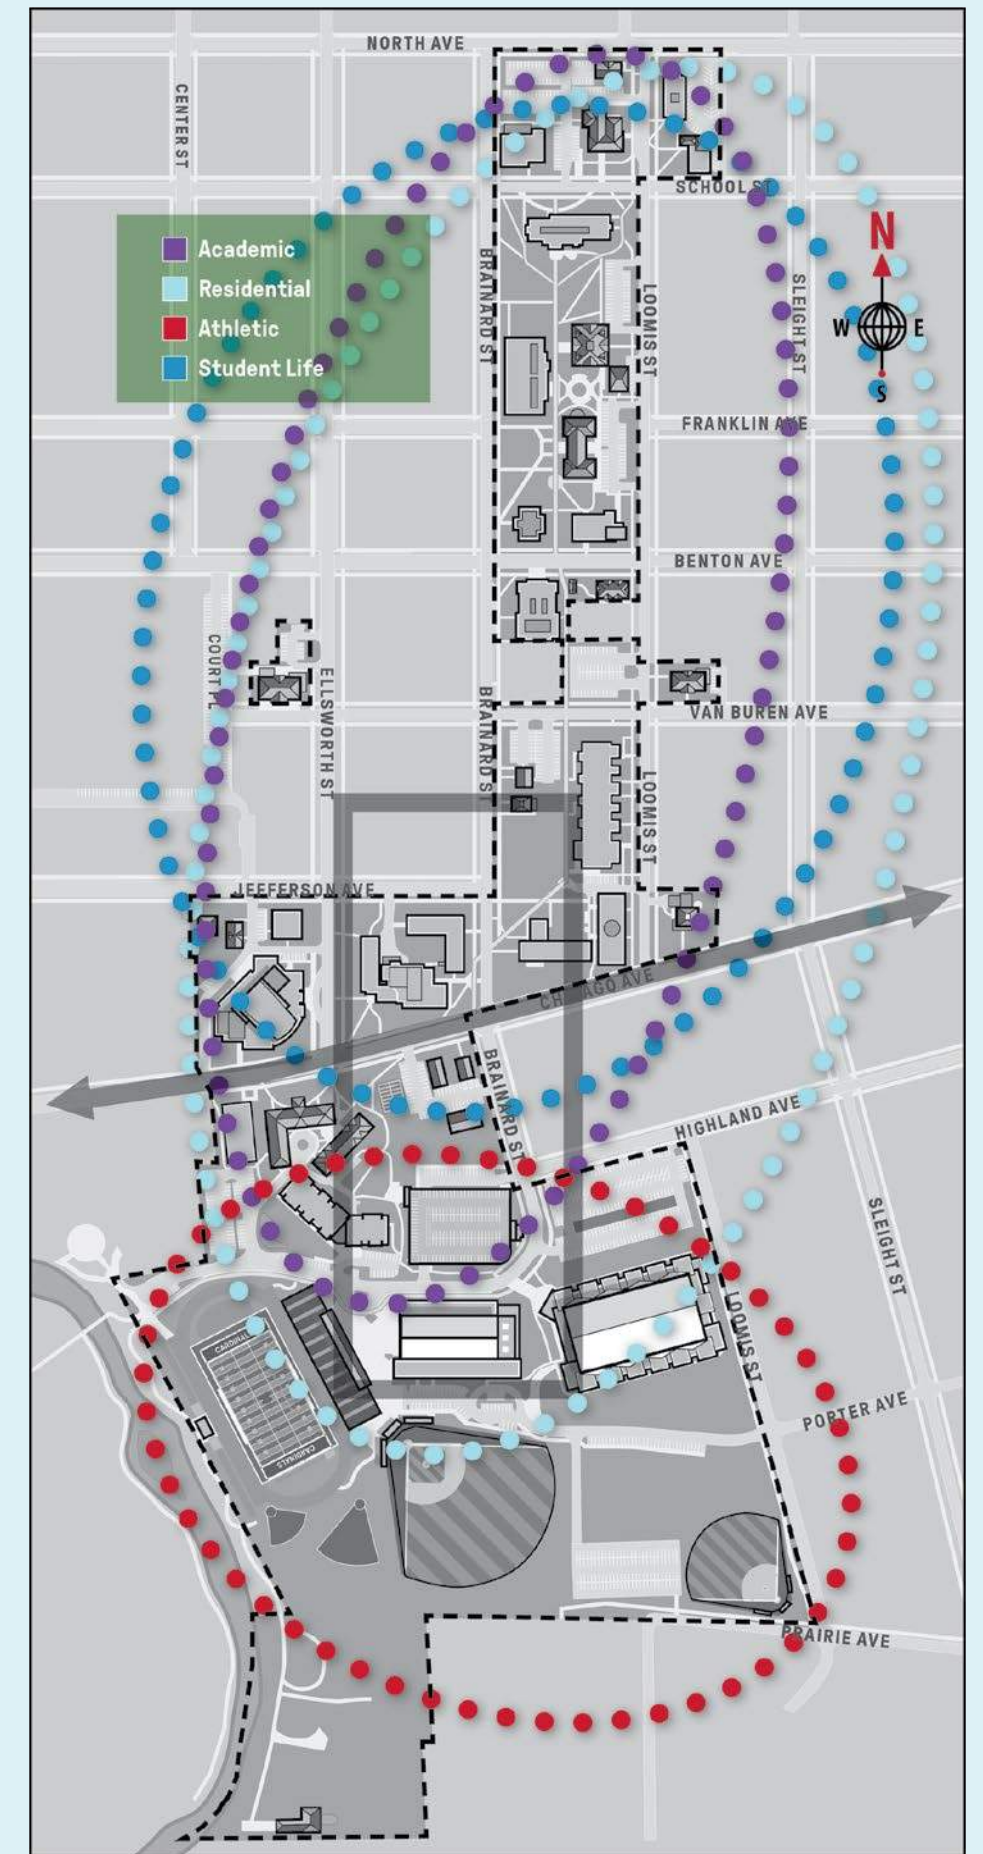 NORTH AVE
CENTER ST
SCHOOL ST
Academic
Residential
Athletic
Student Life
N
W
E
S
BRAINARD ST
LOOMIS ST
SLEIGHT ST
FRANKLIN AVE
BENTON AVE
COURT PL
ELLSWORTH ST
BRAINARD ST
VAN BUREN AVE
LOOMIS ST
JEFFERSON AVE
CHICAGO AVE
BRAINARD ST
HIGHLAND AVE
SLEIGHT ST
LOOMIS ST
CARDINALS
CARDINALS
PORTER AVE
PRAIRIE AVE